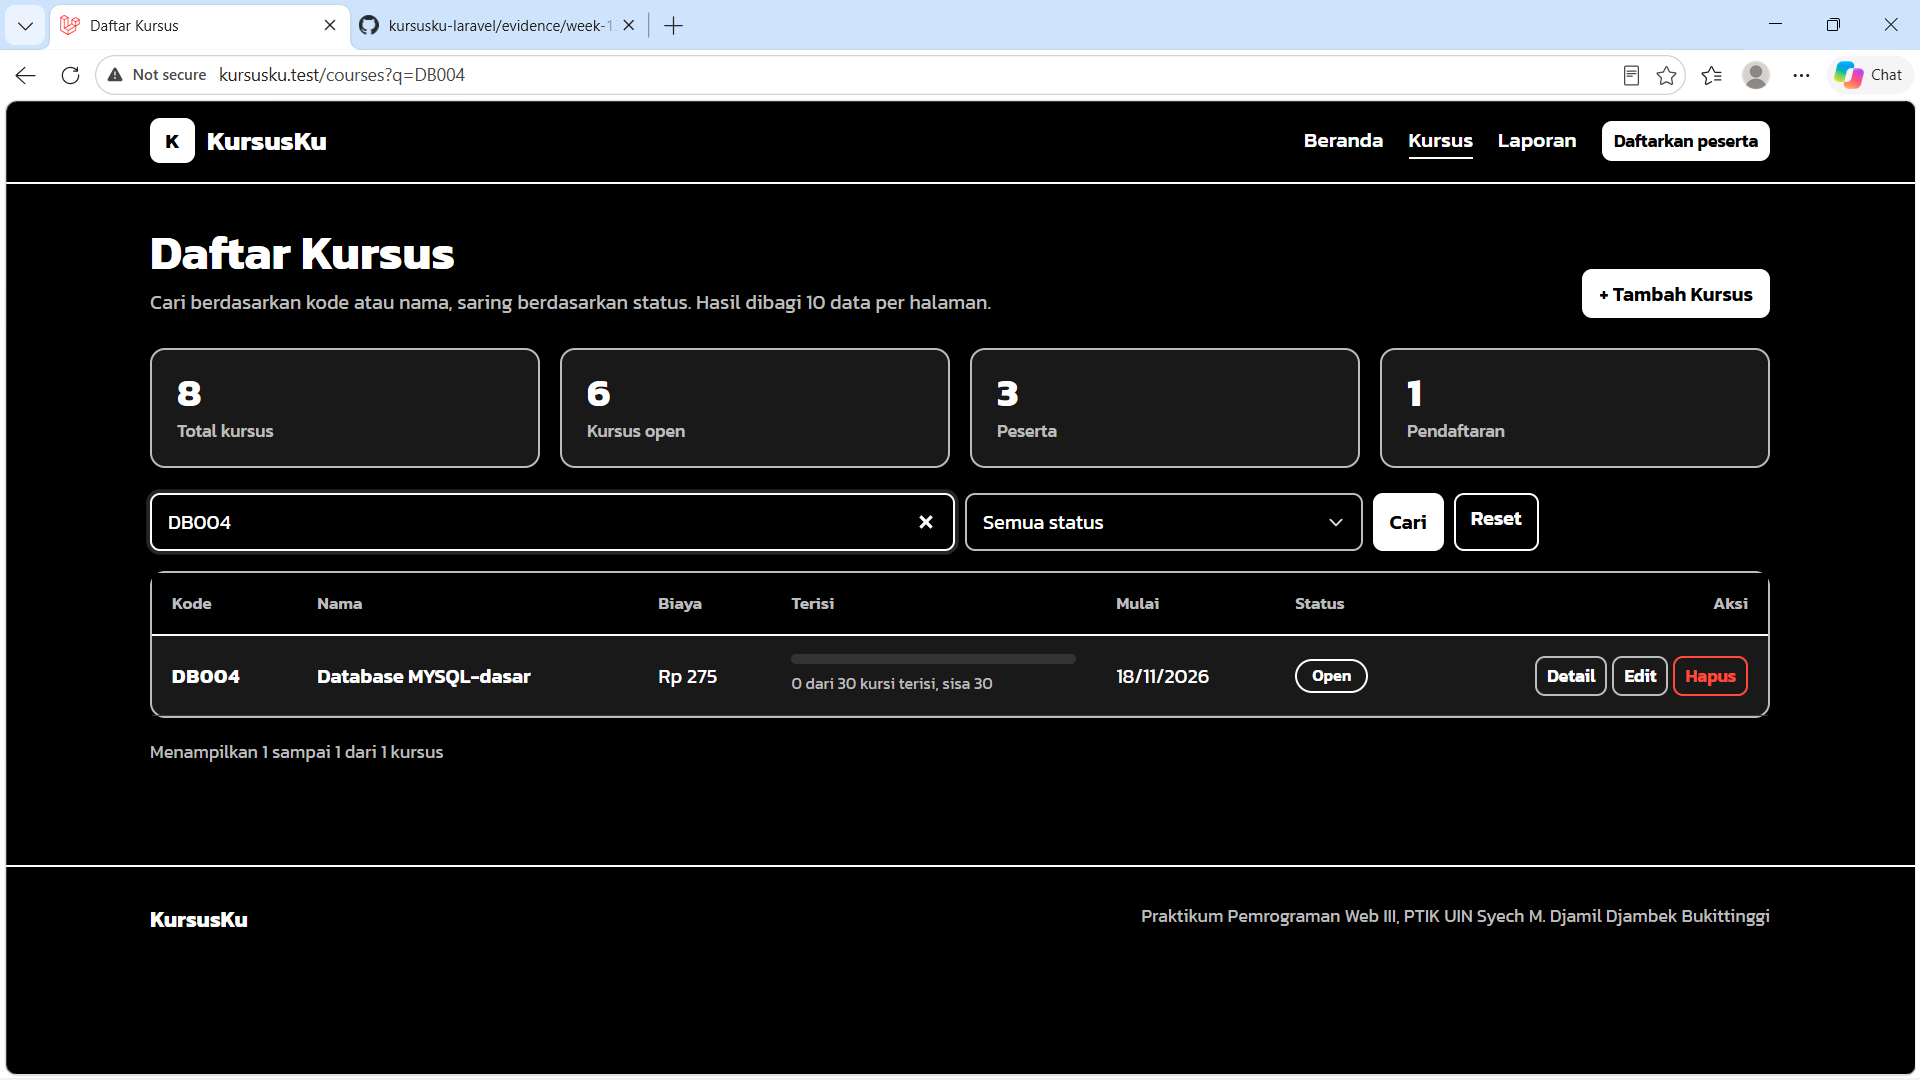 Daftar Kursus
kursusku-laravel/evidence/week-1
Not secure kursusku.test/courses?q=DB004
Chat
K KursusKu
Beranda Kursus Laporan Daftarkan peserta
Daftar Kursus
Cari berdasarkan kode atau nama, saring berdasarkan status. Hasil dibagi 10 data per halaman.
+ Tambah Kursus
8
Total kursus
6
Kursus open
3
Peserta
1
Pendaftaran
DB004
Semua status
Cari
Reset
Kode Nama Biaya Terisi Mulai Status Aksi
DB004 Database MYSQL-dasar Rp 275 0 dari 30 kursi terisi, sisa 30 18/11/2026 Open Detail Edit Hapus
Menampilkan 1 sampai 1 dari 1 kursus
KursusKu
Praktikum Pemrograman Web III, PTIK UIN Syech M. Djamil Djambek Bukittinggi